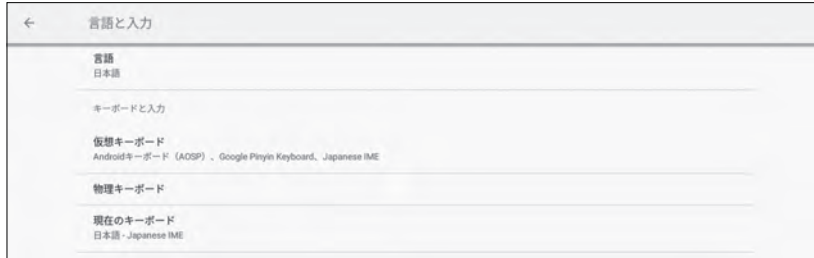 言語と入力
言語
日本語
キーボードと入力
仮想キーボード
Androidキーボード（AOSP）、Google Pinyin Keyboard、Japanese IME
物理キーボード
現在のキーボード
日本語 - Japanese IME